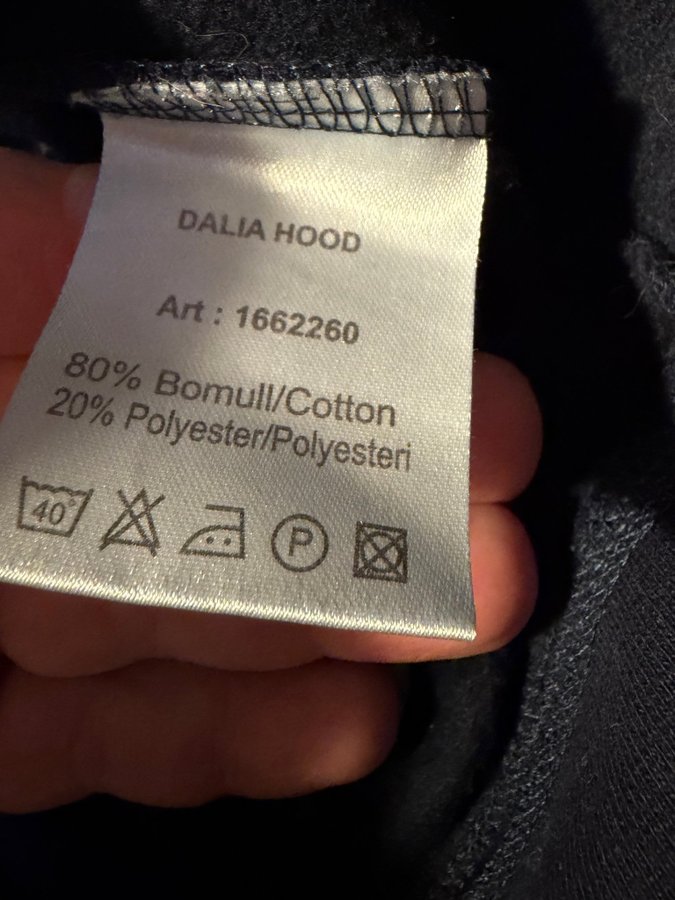 DALIA HOOD
Art : 1662260
80% Bomull/Cotton
20% Polyester/Polyesteri
40°
P